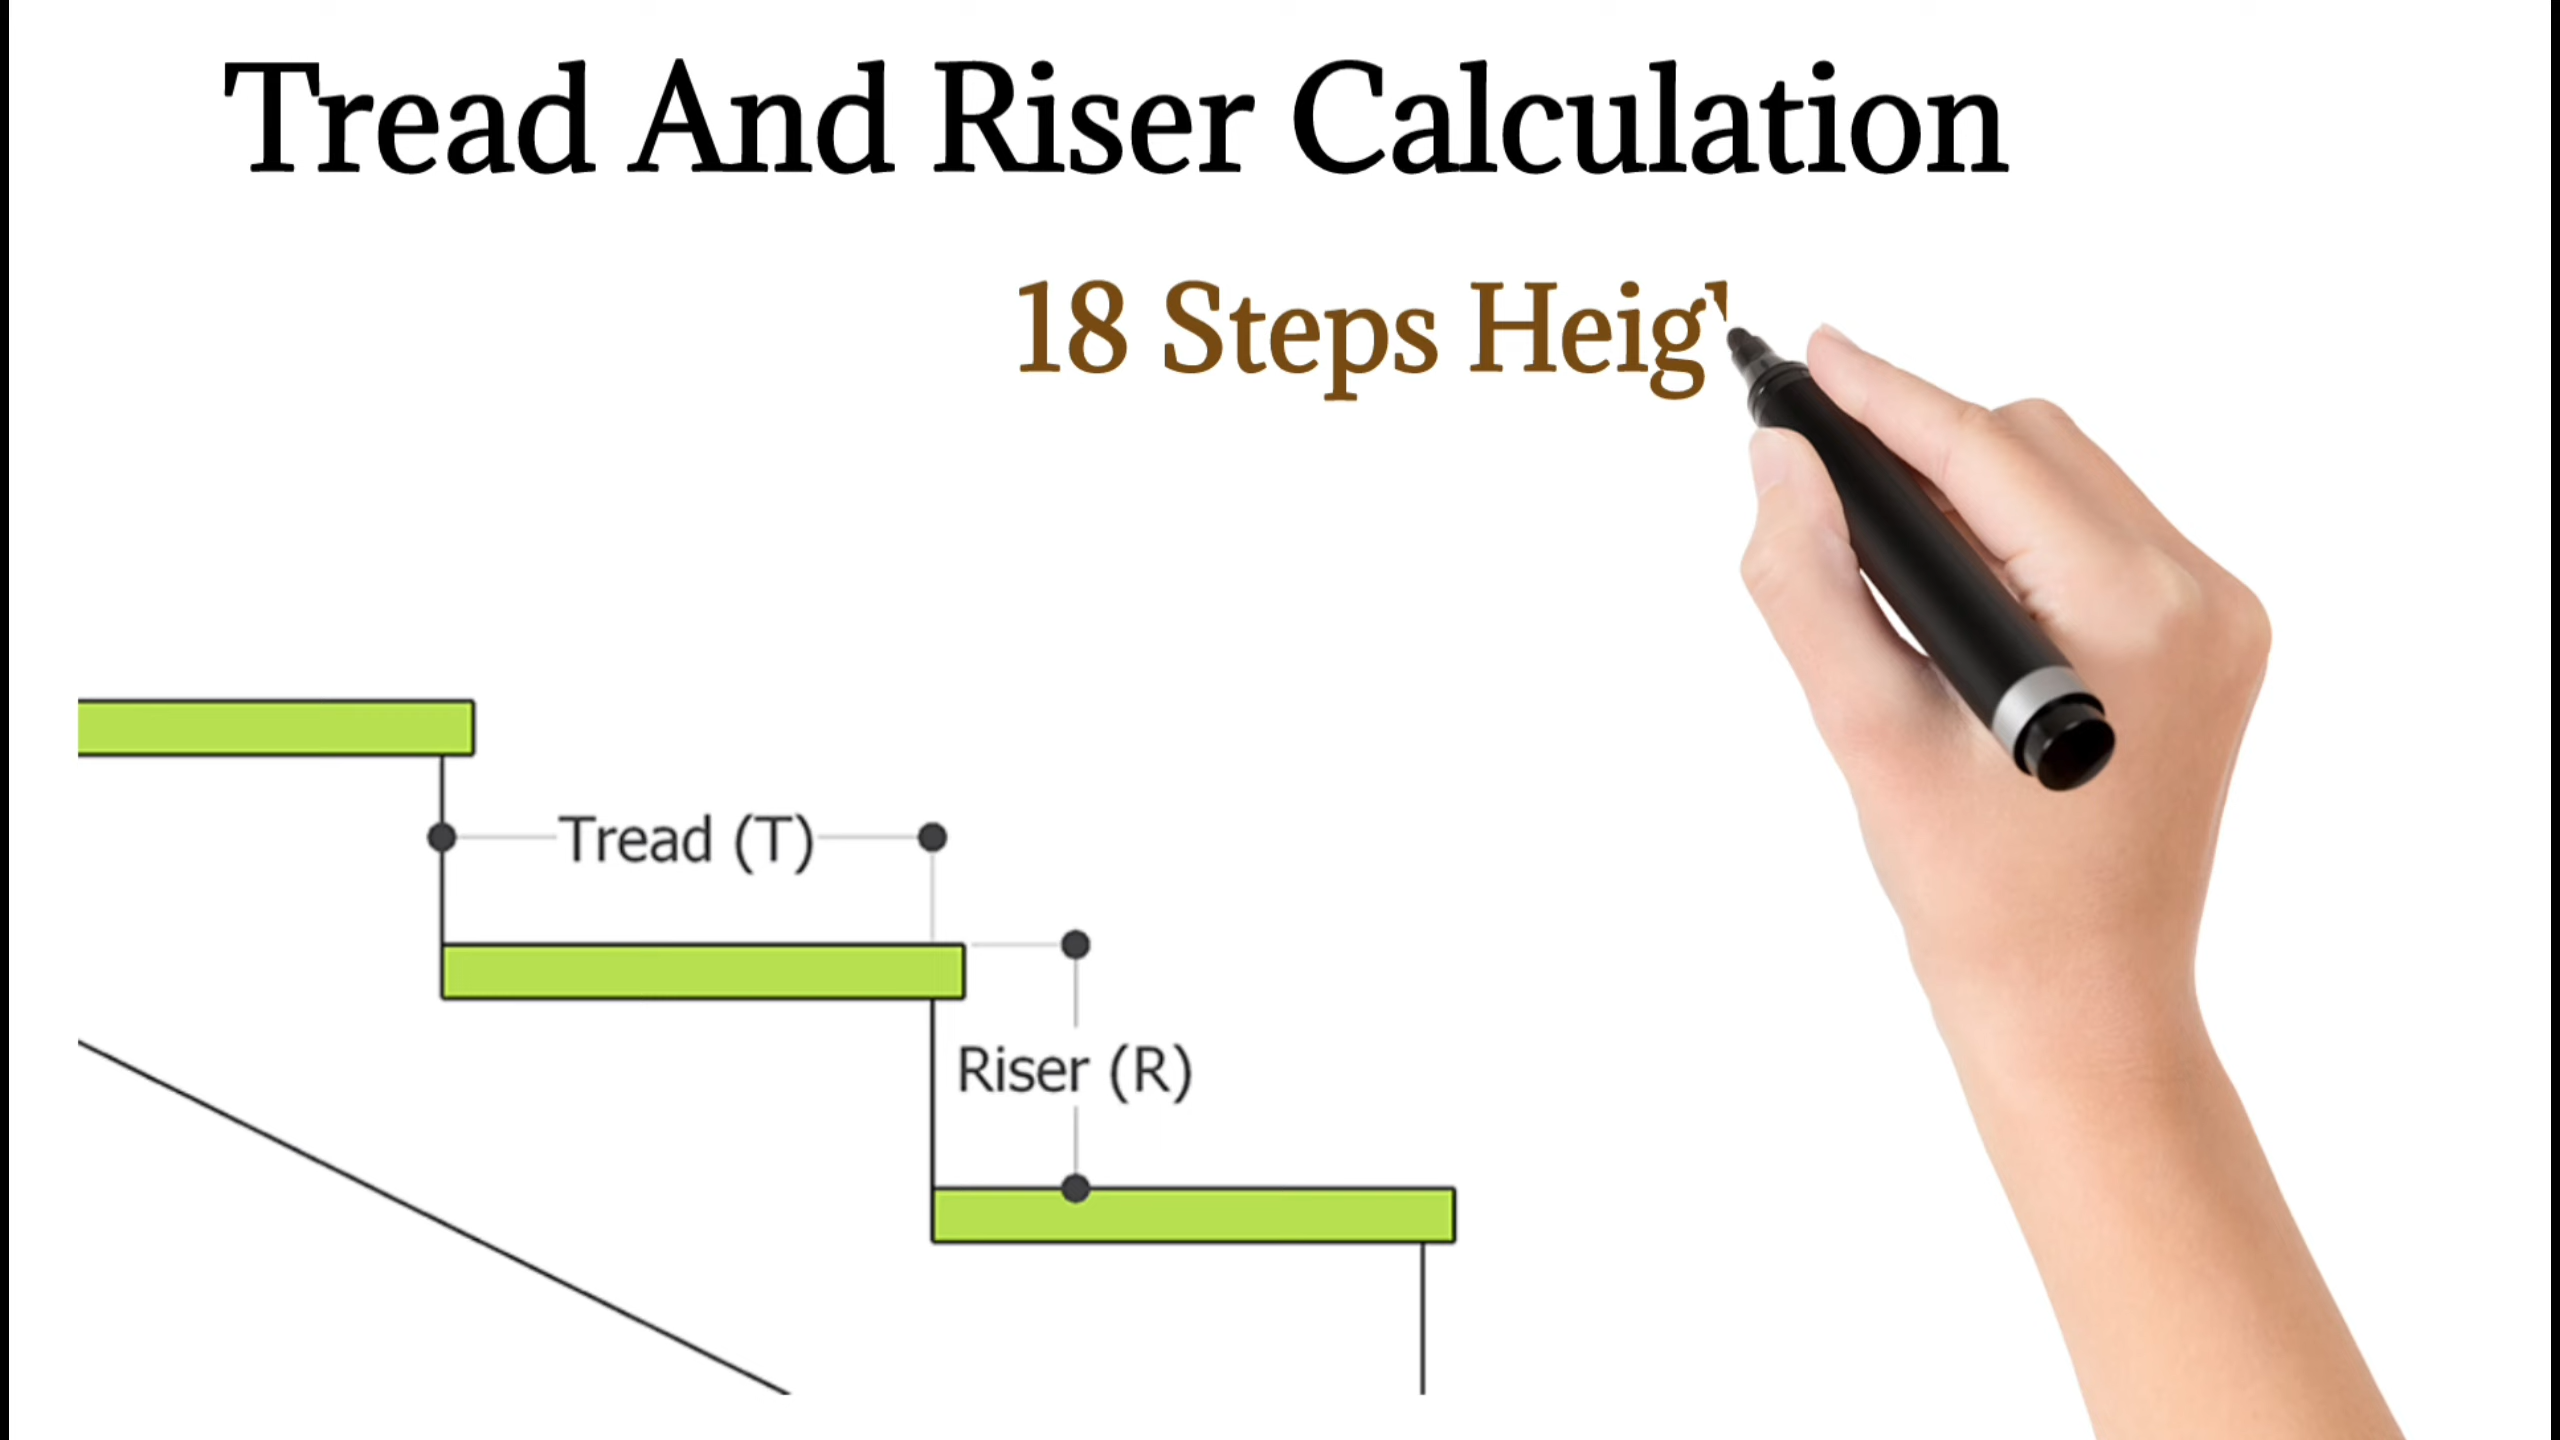 Tread And Riser Calculation
18 Steps
Tread (T)
Riser (R)